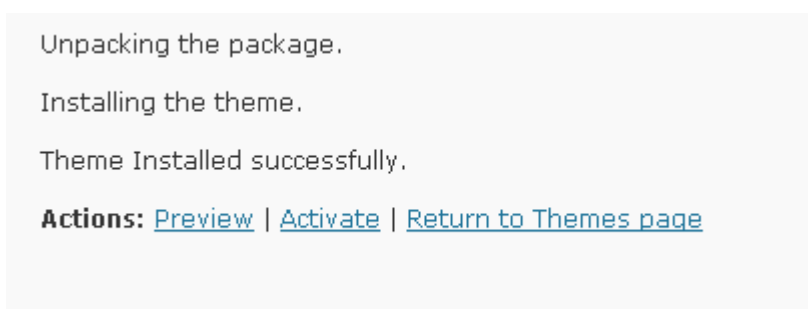 Unpacking the package.
Installing the theme.
Theme Installed successfully.
Actions: Preview | Activate | Return to Themes page